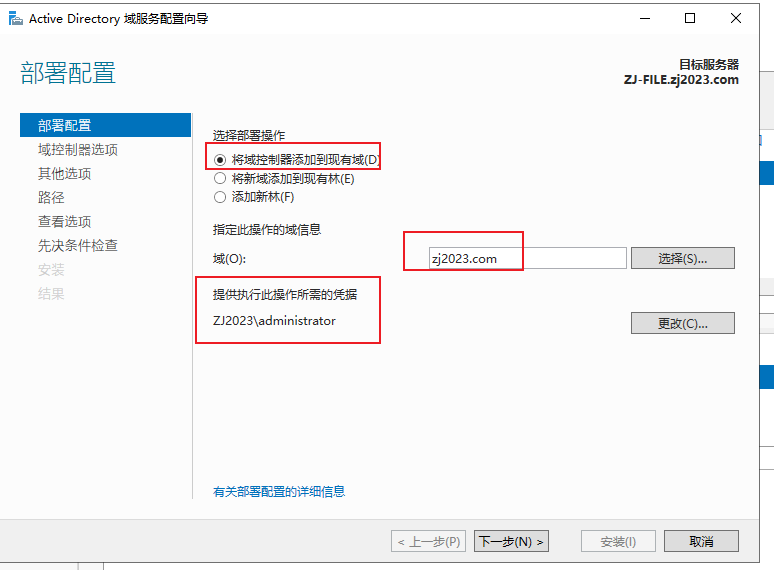 Active Directory 域服务配置向导
部署配置
目标服务器
ZJ-FILE.zj2023.com
部署配置
域控制器选项
其他选项
路径
查看选项
先决条件检查
安装
结果
选择部署操作
将域控制器添加到现有域(D)
将新域添加到现有林(E)
添加新林(F)
指定此操作的域信息
域(O): zj2023.com 选择(S)...
提供执行此操作所需的凭据
ZJ2023\administrator 更改(C)...
有关部署配置的详细信息
< 上一步(P) 下一步(N) > 安装(I) 取消